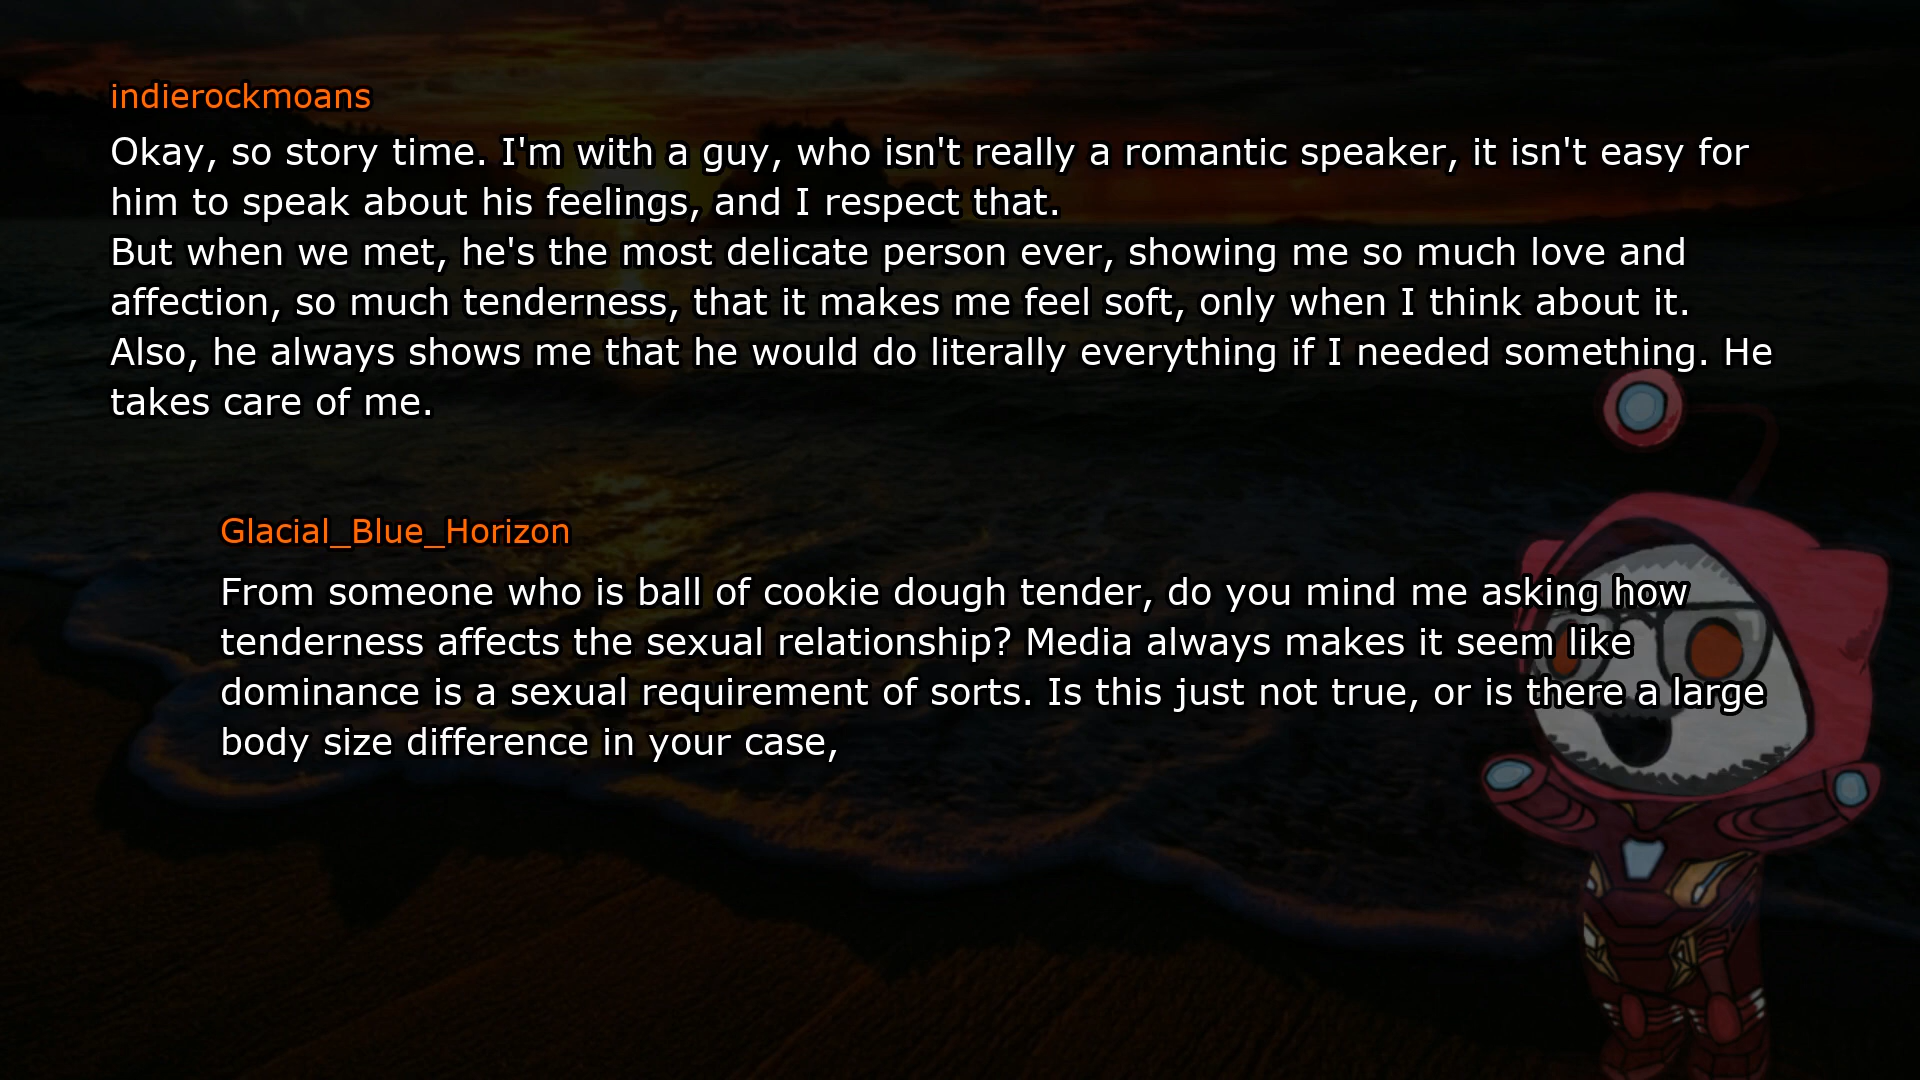 indierockmoans
Okay, so story time. I'm with a guy, who isn't really a romantic speaker, it isn't easy for
him to speak about his feelings, and I respect that.
But when we met, he's the most delicate person ever, showing me so much love and
affection, so much tenderness, that it makes me feel soft, only when I think about it.
Also, he always shows me that he would do literally everything if I needed something. He
takes care of me.
Glacial_Blue_Horizon
From someone who is ball of cookie dough tender, do you mind me asking how
tenderness affects the sexual relationship? Media always makes it seem like
dominance is a sexual requirement of sorts. Is this just not true, or is there a large
body size difference in your case,